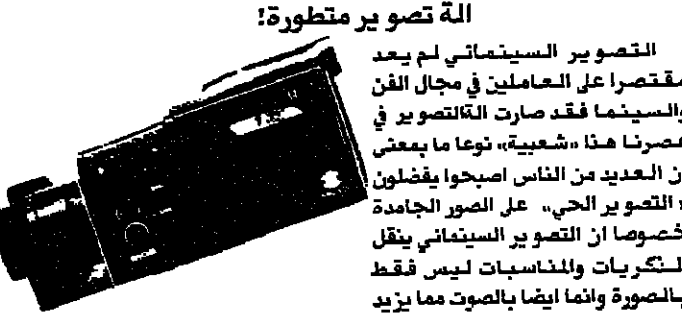 الة تصوير متطورة!
التصوير السينمائي لم يعد
مقتصرا على العاملين في مجال الفن
والسينما فقد صارت الةالتصوير في
عصرنا هذا «شعبية» نوعا ما بمعنى
ان العديد من الناس اصبحوا يفضلون
«التصوير الحي» على الصور الجامدة
خصوصا ان التصوير السينمائي ينقل
الذكريات والمناسبات ليس فقط
بالصورة وانما ايضا بالصوت مما يزيد